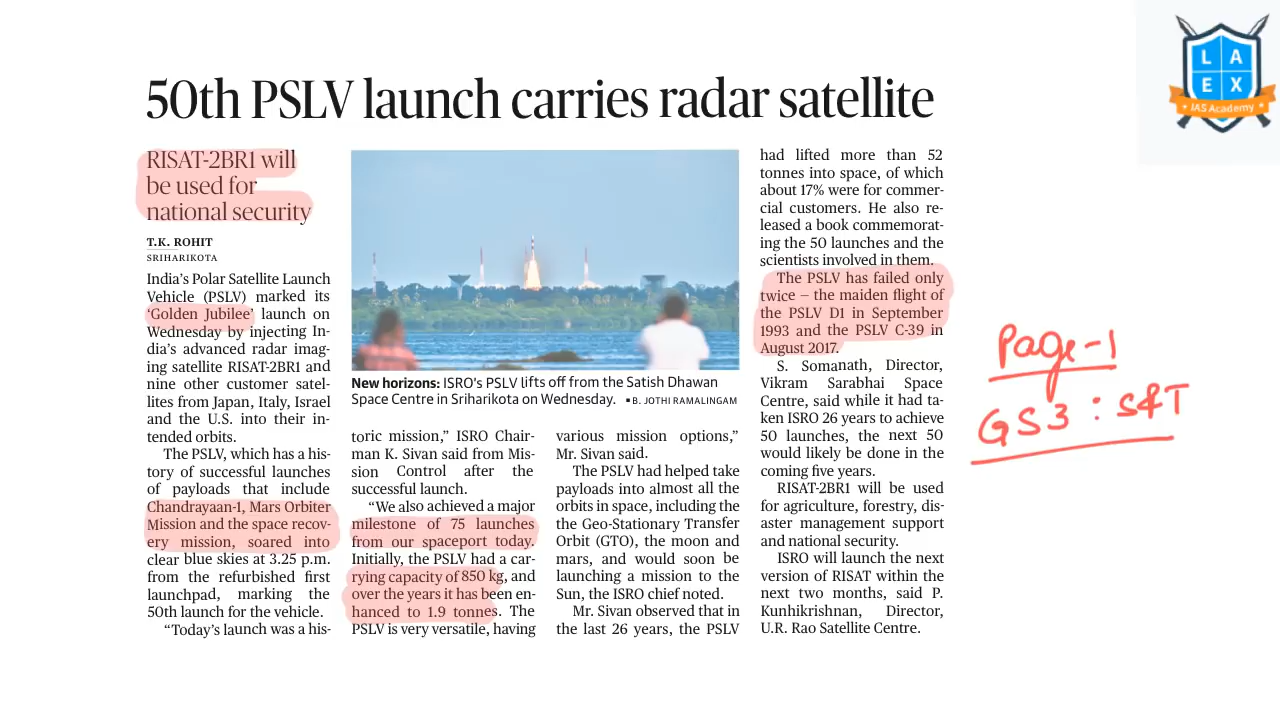 L A
E X
IAS Academy
50th PSLV launch carries radar satellite
RISAT-2BR1 will
be used for
national security
T.K. ROHIT
SRIHARIKOTA
India's Polar Satellite Launch
Vehicle (PSLV) marked its
'Golden Jubilee' launch on
Wednesday by injecting In-
dia's advanced radar imag-
ing satellite RISAT-2BR1 and
nine other customer satel-
lites from Japan, Italy, Israel
and the U.S. into their in-
tended orbits.
The PSLV, which has a his-
tory of successful launches
of payloads that include
Chandrayaan-1, Mars Orbiter
Mission and the space recov-
ery mission, soared into
clear blue skies at 3.25 p.m.
from the refurbished first
launchpad, marking the
50th launch for the vehicle.
"Today's launch was a his-
New horizons: ISRO's PSLV lifts off from the Satish Dhawan
Space Centre in Sriharikota on Wednesday. ▪ B. JOTHI RAMALINGAM
toric mission," ISRO Chair-
man K. Sivan said from Mis-
sion Control after the
successful launch.
"We also achieved a major
milestone of 75 launches
from our spaceport today.
Initially, the PSLV had a car-
rying capacity of 850 kg, and
over the years it has been en-
hanced to 1.9 tonnes. The
PSLV is very versatile, having
various mission options,"
Mr. Sivan said.
The PSLV had helped take
payloads into almost all the
orbits in space, including the
the Geo-Stationary Transfer
Orbit (GTO), the moon and
mars, and would soon be
launching a mission to the
Sun, the ISRO chief noted.
Mr. Sivan observed that in
the last 26 years, the PSLV
had lifted more than 52
tonnes into space, of which
about 17% were for commer-
cial customers. He also re-
leased a book commemorat-
ing the 50 launches and the
scientists involved in them.
The PSLV has failed only
twice – the maiden flight of
the PSLV D1 in September
1993 and the PSLV C-39 in
August 2017.
S. Somanath, Director,
Vikram Sarabhai Space
Centre, said while it had ta-
ken ISRO 26 years to achieve
50 launches, the next 50
would likely be done in the
coming five years.
RISAT-2BR1 will be used
for agriculture, forestry, dis-
aster management support
and national security.
ISRO will launch the next
version of RISAT within the
next two months, said P.
Kunhikrishnan, Director,
U.R. Rao Satellite Centre.
Page-1
GS3 : S&T